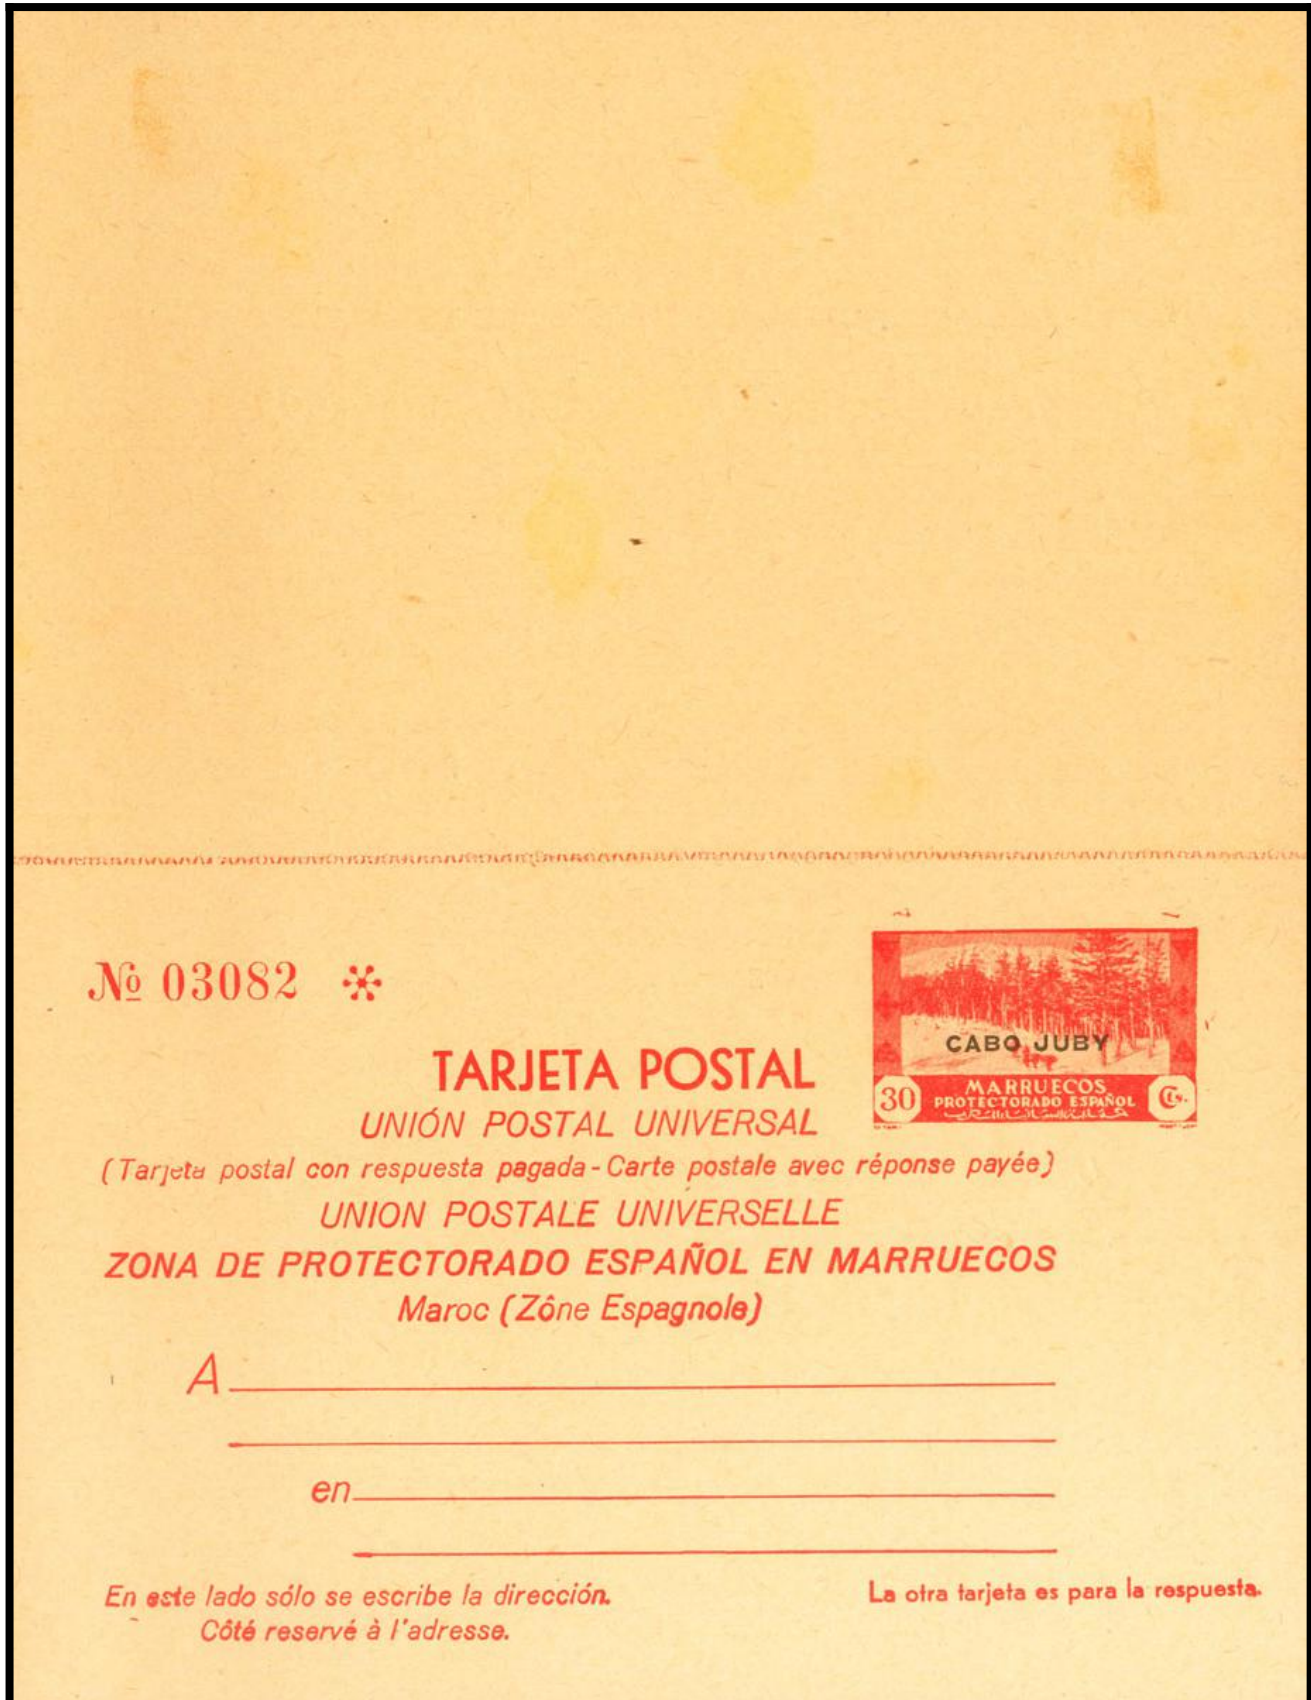 № 03082
CABO JUBY
30 MARRUECOS Cts.
PROTECTORADO ESPAÑOL
TARJETA POSTAL
UNIÓN POSTAL UNIVERSAL
(Tarjeta postal con respuesta pagada - Carte postale avec réponse payée)
UNION POSTALE UNIVERSELLE
ZONA DE PROTECTORADO ESPAÑOL EN MARRUECOS
Maroc (Zône Espagnole)
A
en
En este lado sólo se escribe la dirección.
Côté reservé à l'adresse.
La otra tarjeta es para la respuesta.